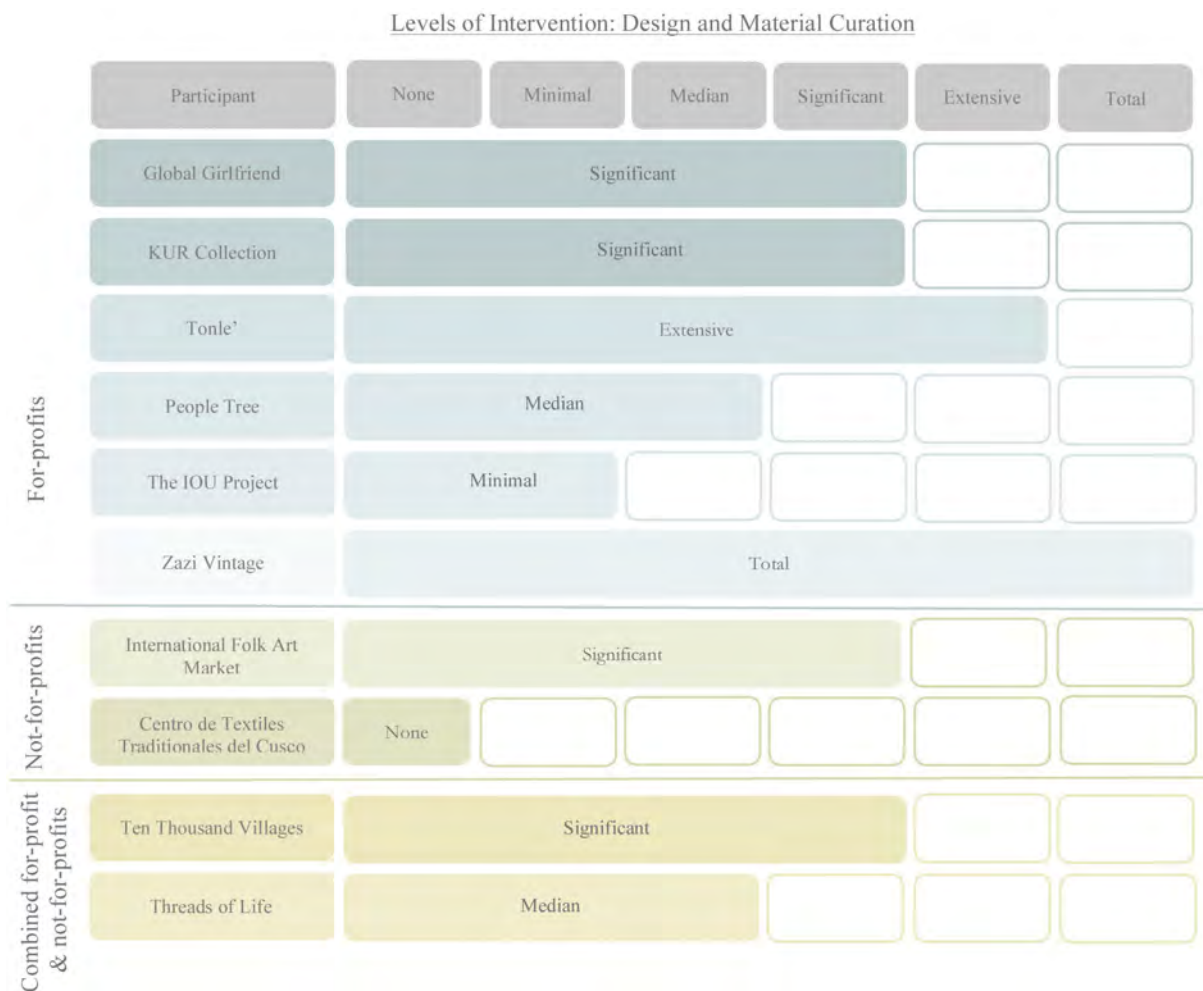 Levels of Intervention: Design and Material Curation
Participant None Minimal Median Significant Extensive Total
For-profits
Global Girlfriend Significant
KUR Collection Significant
Tonle’ Extensive
People Tree Median
The IOU Project Minimal
Zazi Vintage Total
Not-for-profits
International Folk Art
Market
Significant
Centro de Textiles
Traditionales del Cusco
None
Combined for-profit
& not-for-profits
Ten Thousand Villages Significant
Threads of Life Median